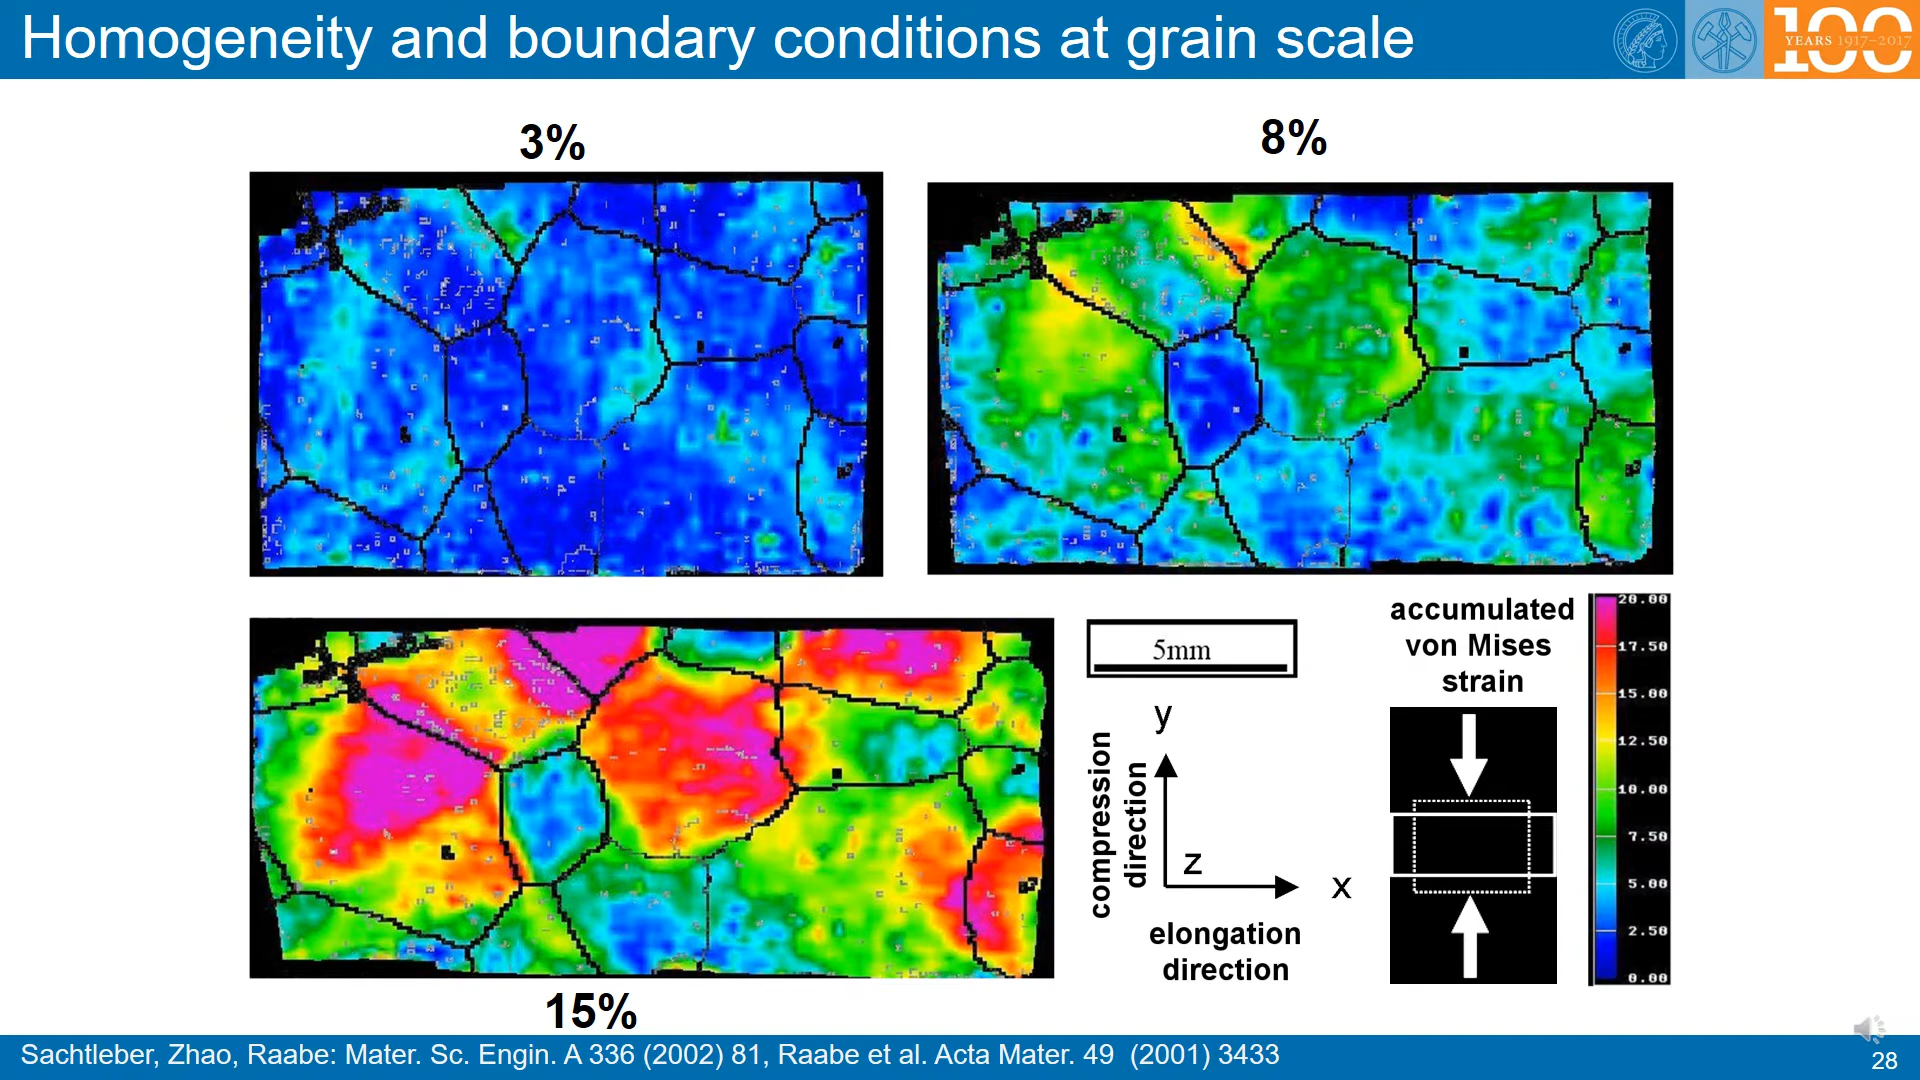 Homogeneity and boundary conditions at grain scale
100
YEARS 1917–2017
3%
8%
15%
5mm
y
z
x
compression
direction
elongation
direction
accumulated
von Mises
strain
20.00
17.50
15.00
12.50
10.00
7.50
5.00
2.50
0.00
Sachtleber, Zhao, Raabe: Mater. Sc. Engin. A 336 (2002) 81, Raabe et al. Acta Mater. 49 (2001) 3433
28